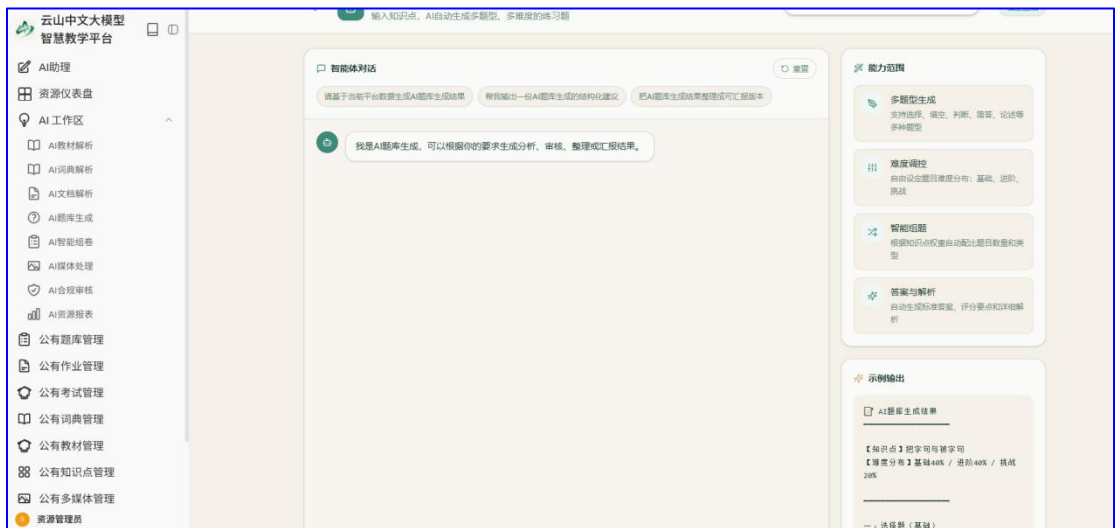 云山中文大模型
智慧教学平台
AI助理
资源仪表盘
AI工作区
AI教材解析
AI词典解析
AI文档解析
AI题库生成
AI智能组卷
AI媒体处理
AI合规审核
AI资源报表
公有题库管理
公有作业管理
公有考试管理
公有词典管理
公有教材管理
公有知识点管理
公有多媒体管理
资源管理员
输入知识点，AI自动生成多题型、多难度的练习题
智能体对话
重置
请基于当前平台数据生成AI题库生成结果
帮我输出一份AI题库生成的结构化建议
把AI题库生成结果整理成可汇报版本
我是AI题库生成，可以根据你的要求生成分析、审核、整理或汇报结果。
能力范围
多题型生成
支持选择、填空、判断、简答、论述等
多种题型
难度调控
自由设定题目难度分布：基础、进阶、
挑战
智能组题
根据知识点权重自动配比题目数量和类
型
答案与解析
自动生成标准答案、评分要点和详细解
析
示例输出
AI题库生成结果
【知识点】把字句与被字句
【难度分布】基础40% / 进阶40% / 挑战
20%
一、选择题（基础）